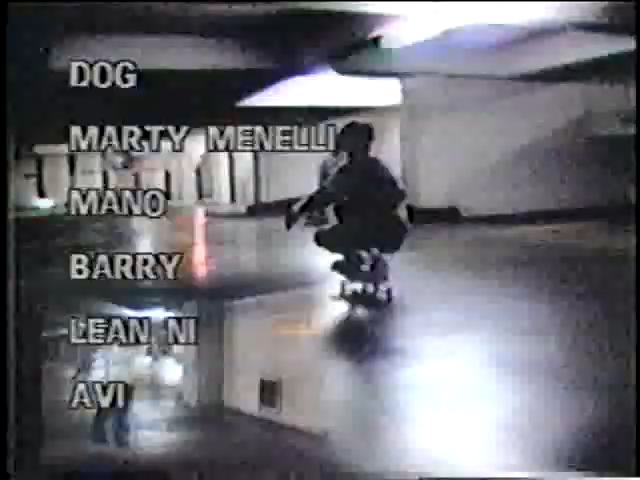 DOG
MARTY MENELLI
MANO
BARRY
LEAN NI
AVI